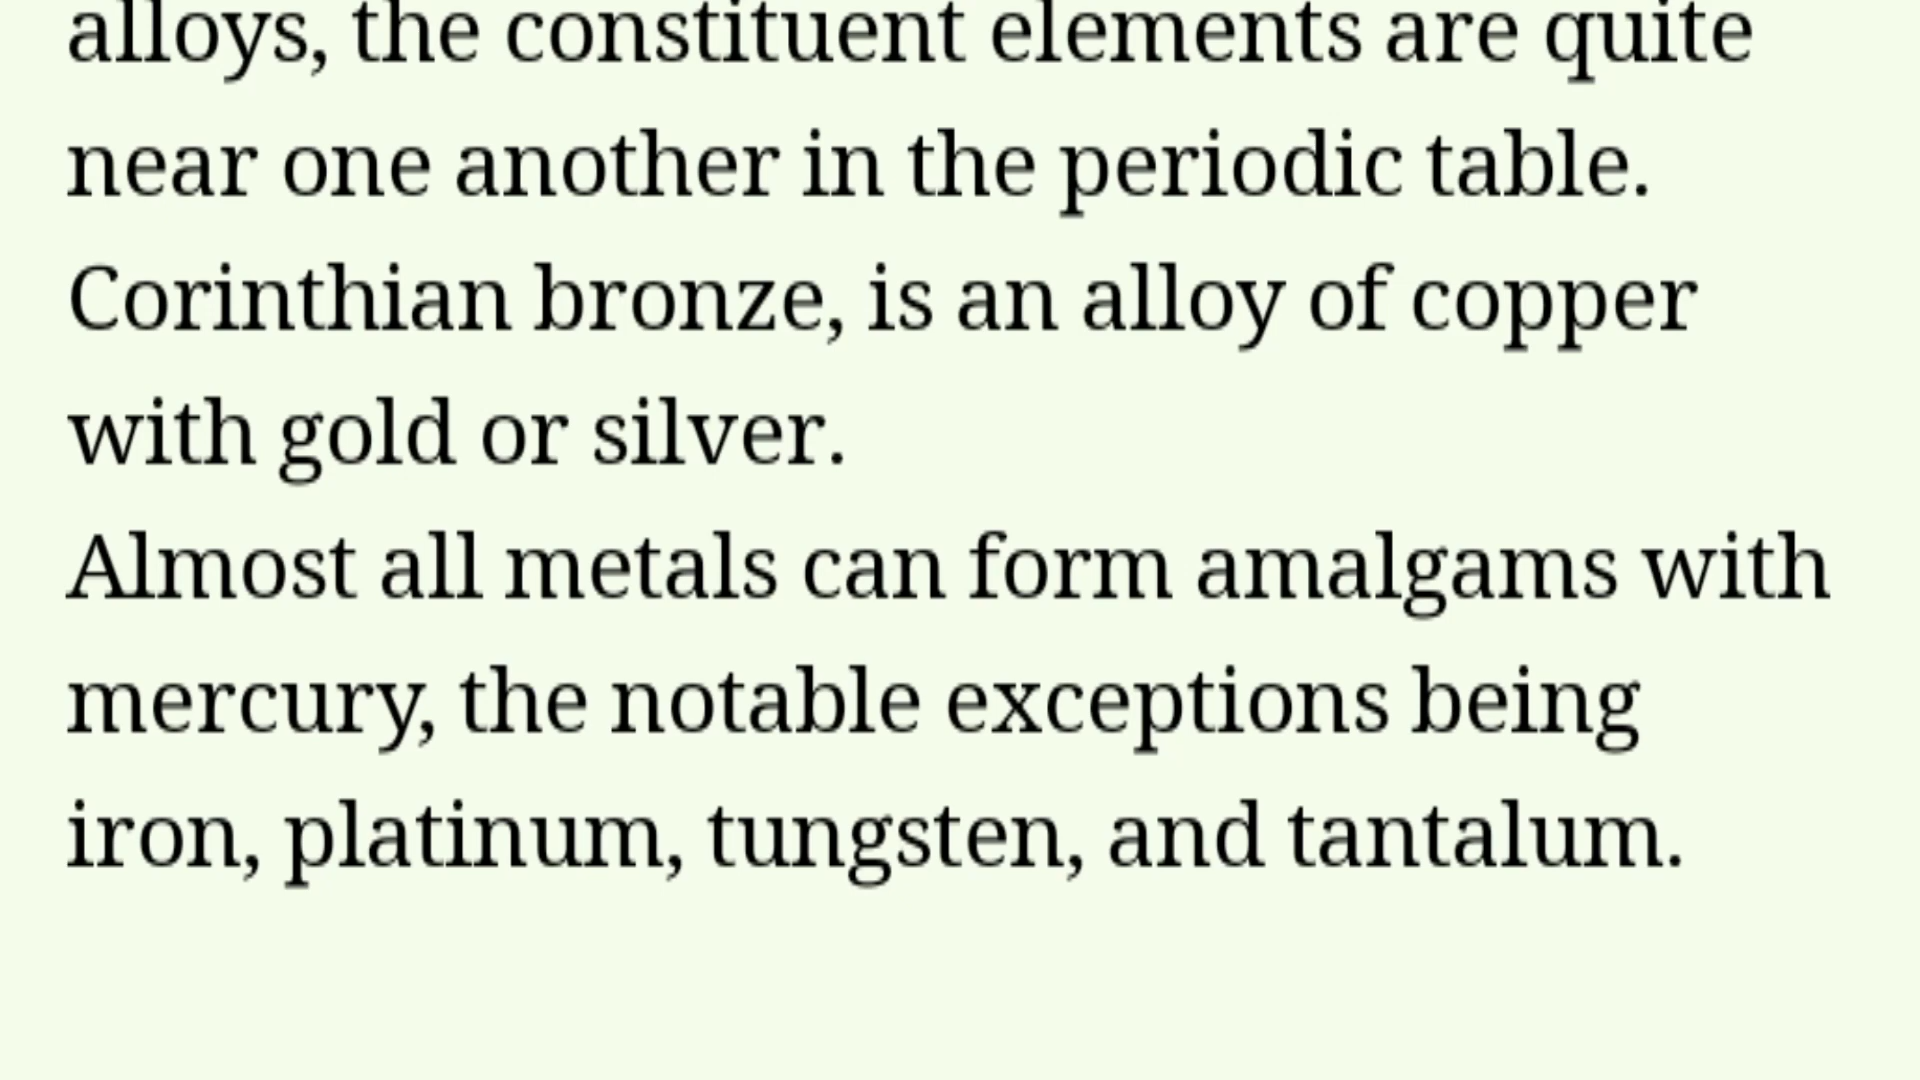 alloys, the constituent elements are quite
near one another in the periodic table.
Corinthian bronze, is an alloy of copper
with gold or silver.
Almost all metals can form amalgams with
mercury, the notable exceptions being
iron, platinum, tungsten, and tantalum.